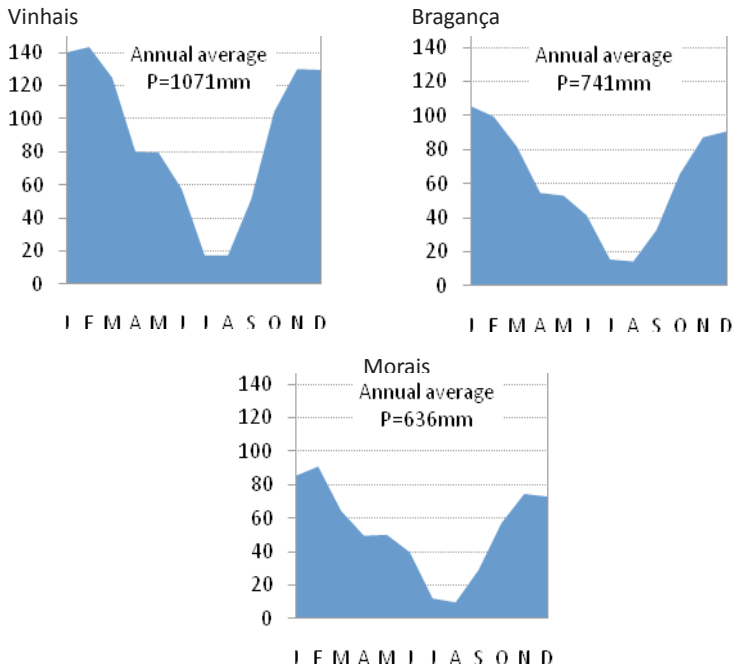 Vinhais
Annual average
P=1071mm
140
120
100
80
60
40
20
0
J F M A M J J A S O N D
Bragança
Annual average
P=741mm
140
120
100
80
60
40
20
0
J F M A M J J A S O N D
Morais
Annual average
P=636mm
140
120
100
80
60
40
20
0
J F M A M J J A S O N D